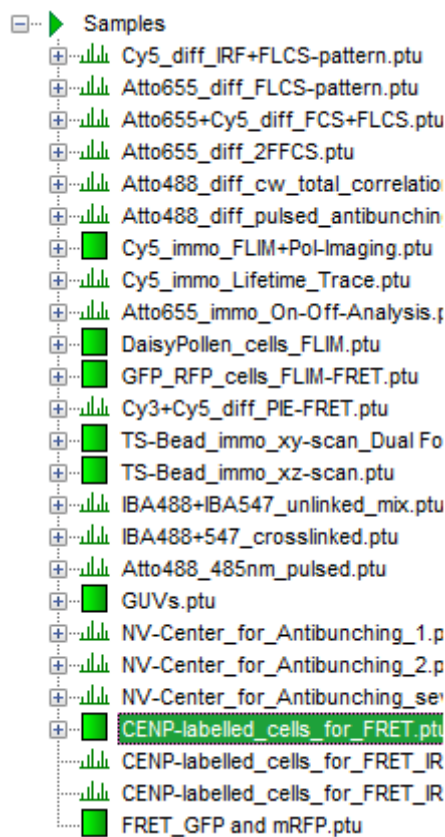 Samples
Cy5_diff_IRF+FLCS-pattern.ptu
Atto655_diff_FLCS-pattern.ptu
Atto655+Cy5_diff_FCS+FLCS.ptu
Atto655_diff_2FFCS.ptu
Atto488_diff_cw_total_correlatio
Atto488_diff_pulsed_antibunchin
Cy5_immo_FLIM+Pol-Imaging.ptu
Cy5_immo_Lifetime_Trace.ptu
Atto655_immo_On-Off-Analysis.p
DaisyPollen_cells_FLIM.ptu
GFP_RFP_cells_FLIM-FRET.ptu
Cy3+Cy5_diff_PIE-FRET.ptu
TS-Bead_immo_xy-scan_Dual Fo
TS-Bead_immo_xz-scan.ptu
IBA488+IBA547_unlinked_mix.ptu
IBA488+547_crosslinked.ptu
Atto488_485nm_pulsed.ptu
GUVs.ptu
NV-Center_for_Antibunching_1.p
NV-Center_for_Antibunching_2.p
NV-Center_for_Antibunching_se
CENP-labelled_cells_for_FRET.ptu
CENP-labelled_cells_for_FRET_IR
CENP-labelled_cells_for_FRET_IR
FRET_GFP and mRFP.ptu